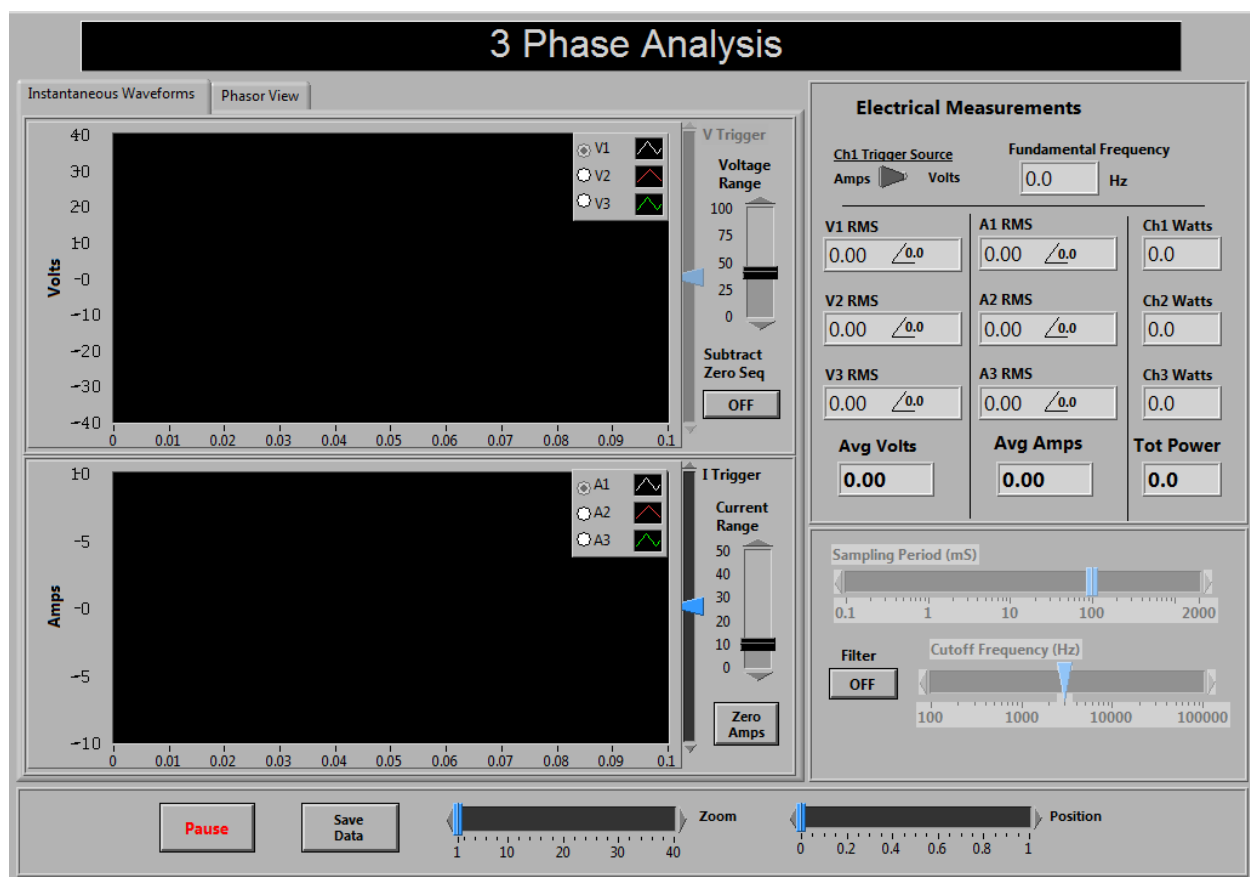 3 Phase Analysis
Instantaneous Waveforms
Phasor View
Volts
40
30
20
10
-0
-10
-20
-30
-40
0 0.01 0.02 0.03 0.04 0.05 0.06 0.07 0.08 0.09 0.1
V1
V2
V3
V Trigger
Voltage
Range
100
75
50
25
0
Subtract
Zero Seq
OFF
Amps
10
-5
-0
-5
-10
0 0.01 0.02 0.03 0.04 0.05 0.06 0.07 0.08 0.09 0.1
A1
A2
A3
I Trigger
Current
Range
50
40
30
20
10
0
Zero
Amps
Electrical Measurements
Ch1 Trigger Source
Amps Volts
Fundamental Frequency
0.0 Hz
V1 RMS A1 RMS Ch1 Watts
0.00 0.0 0.00 0.0 0.0
V2 RMS A2 RMS Ch2 Watts
0.00 0.0 0.00 0.0 0.0
V3 RMS A3 RMS Ch3 Watts
0.00 0.0 0.00 0.0 0.0
Avg Volts Avg Amps Tot Power
0.00 0.00 0.0
Sampling Period (mS)
0.1 1 10 100 2000
Filter
OFF
Cutoff Frequency (Hz)
100 1000 10000 100000
Pause
Save
Data
Zoom
1 10 20 30 40
Position
0 0.2 0.4 0.6 0.8 1